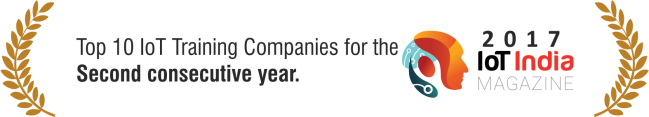 Top 10 IoT Training Companies for the
Second consecutive year.
2017
IoT India
MAGAZINE